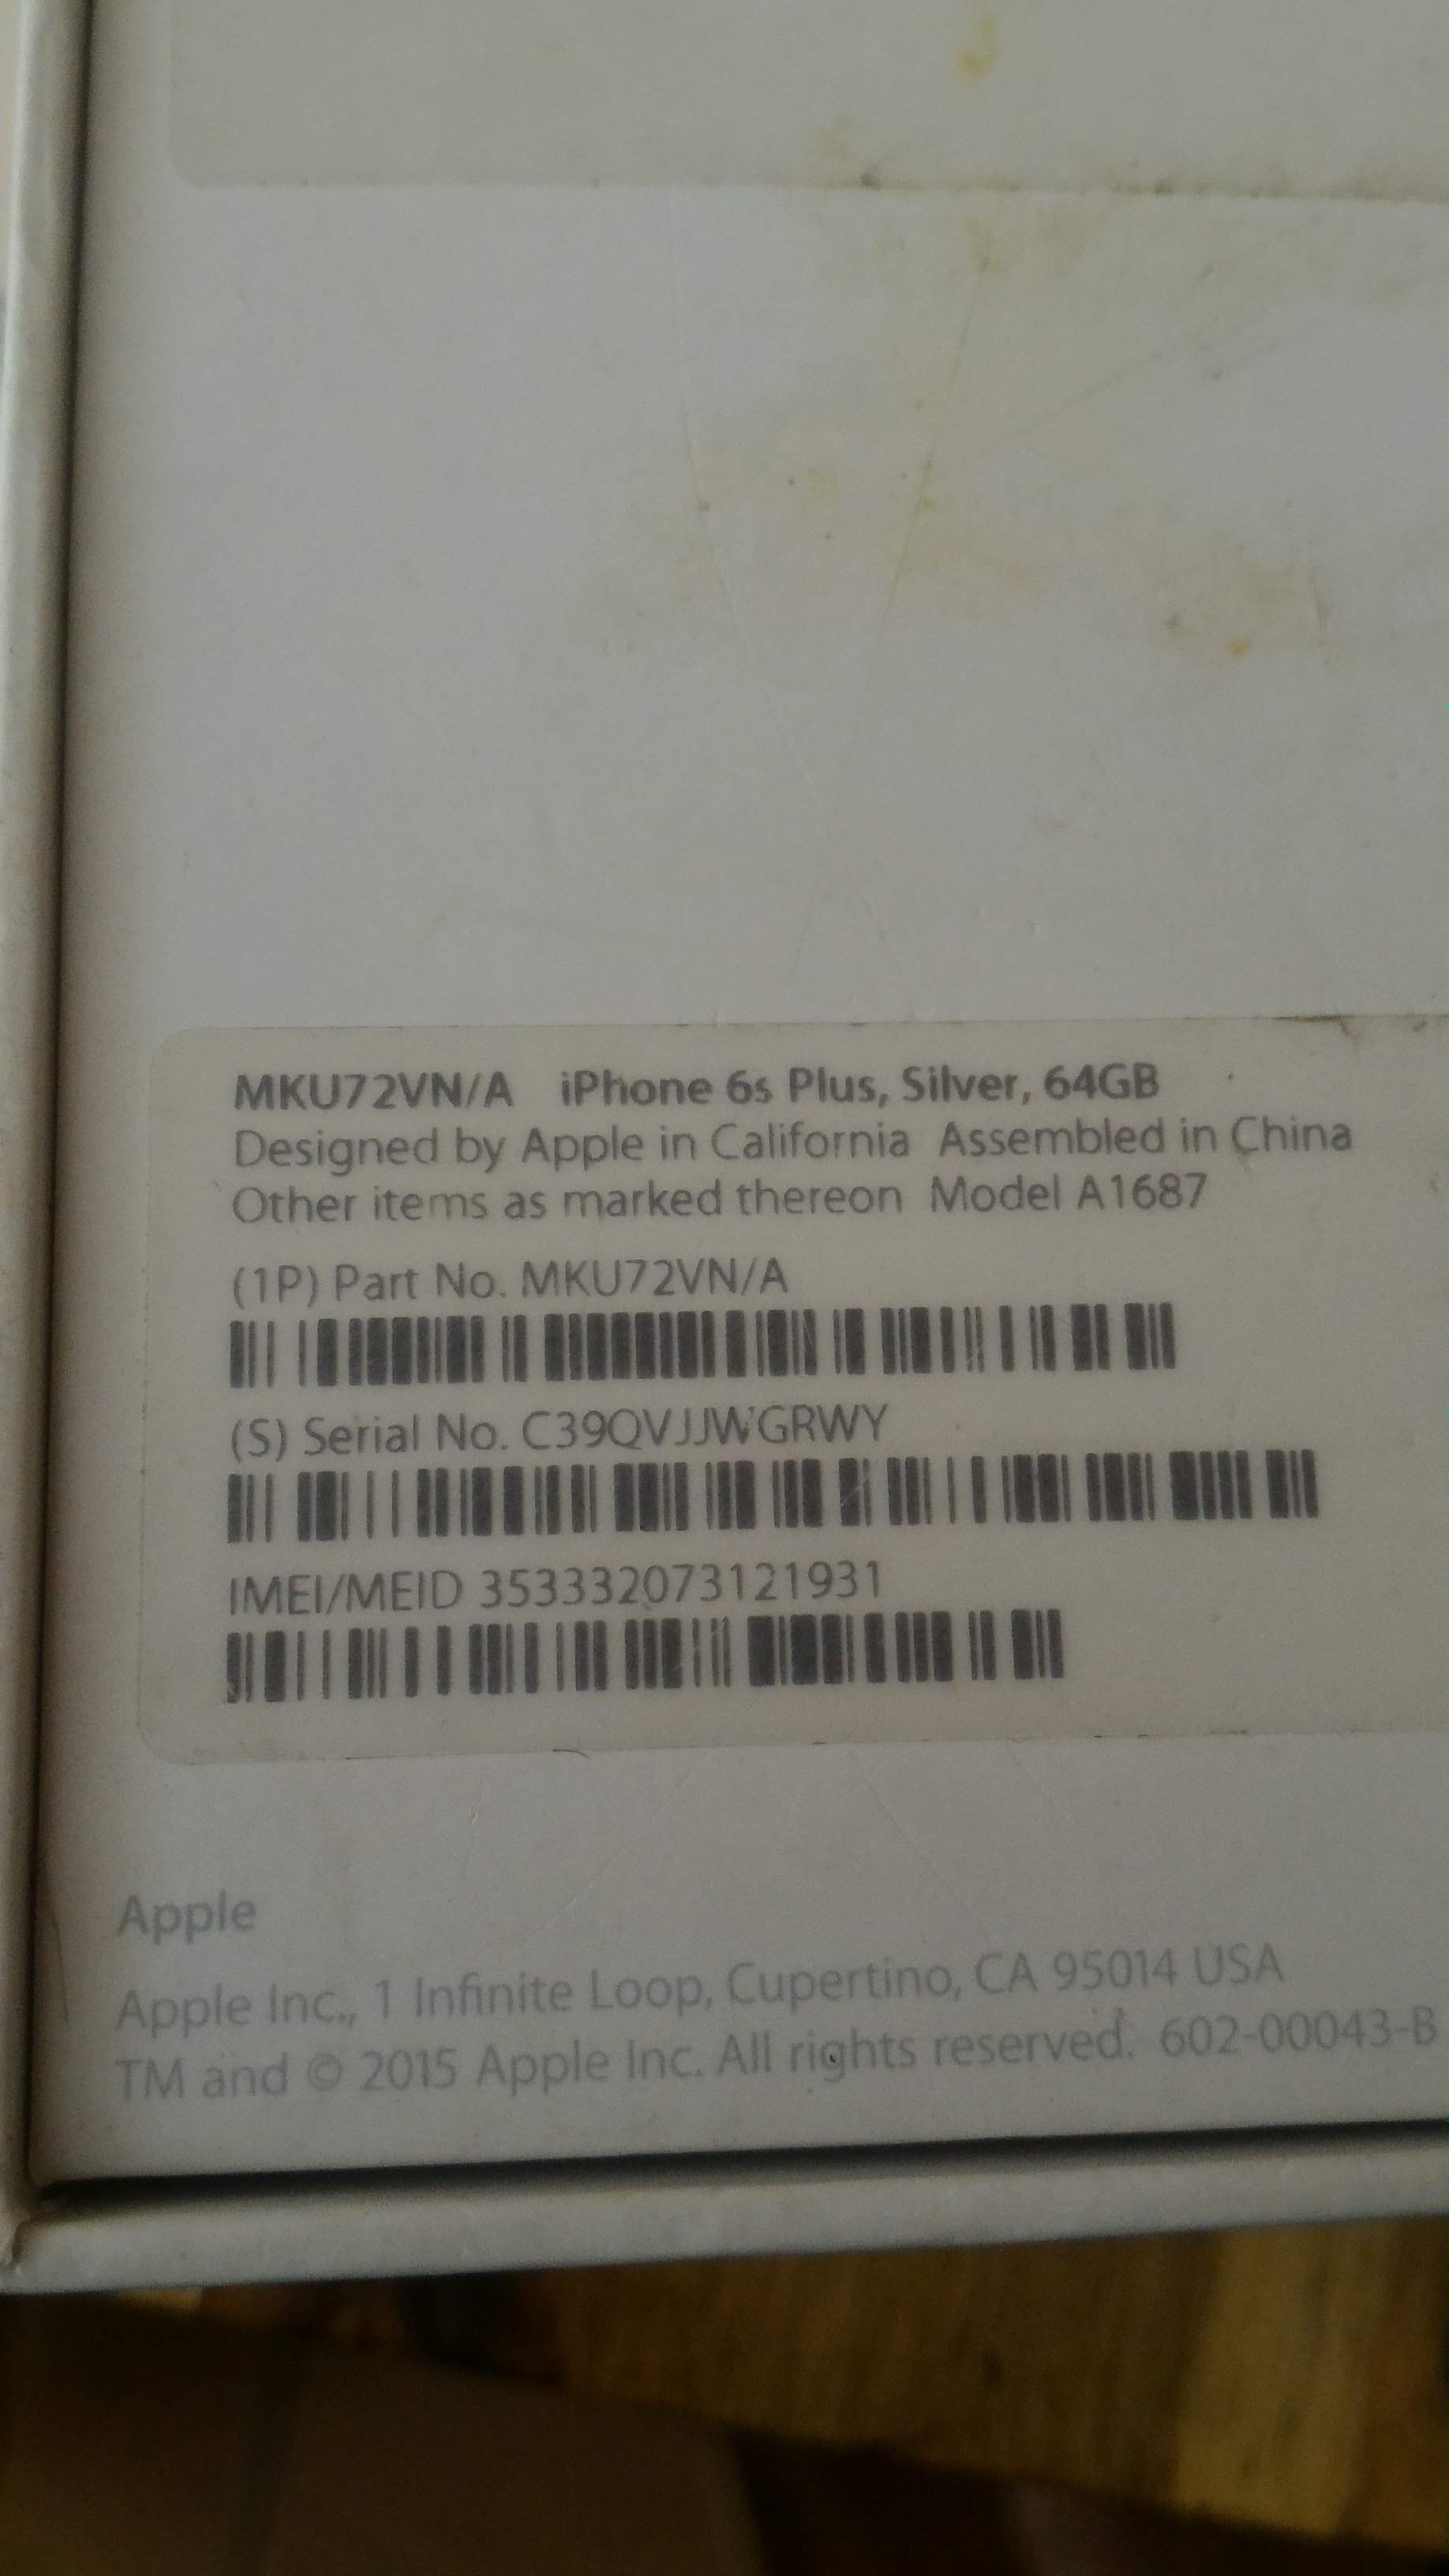 MKU72VN/A iPhone 6s Plus, Silver, 64GB
Designed by Apple in California Assembled in China
Other items as marked thereon Model A1687
(1P) Part No. MKU72VN/A
(S) Serial No. C39QVJJWGRWY
IMEI/MEID 353332073121931
Apple
Apple Inc., 1 Infinite Loop, Cupertino, CA 95014 USA
TM and © 2015 Apple Inc. All rights reserved. 602-00043-B